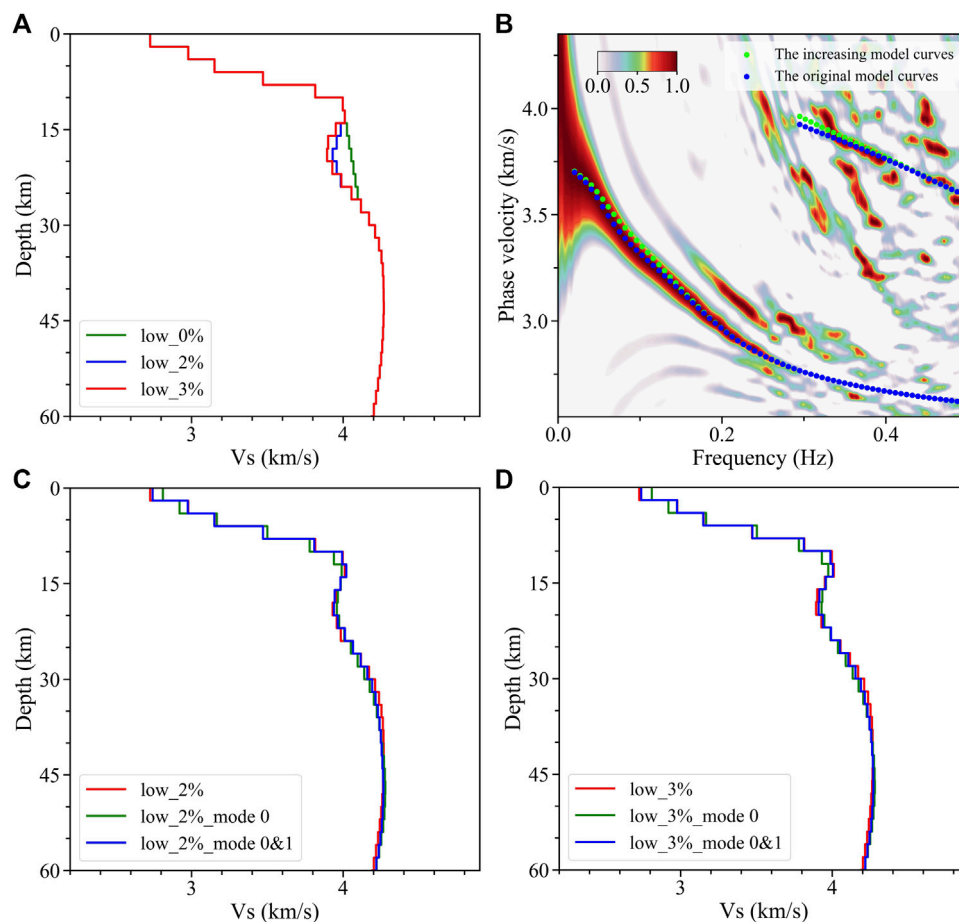 A
0
15
30
45
60
Depth (km)
low_0%
low_2%
low_3%
3
4
Vs (km/s)
B
0.0
0.5
1.0
The increasing model curves
The original model curves
4.0
3.5
3.0
Phase velocity (km/s)
0.0
0.2
0.4
Frequency (Hz)
C
0
15
30
45
60
Depth (km)
low_2%
low_2%_mode 0
low_2%_mode 0&1
3
4
Vs (km/s)
D
0
15
30
45
60
Depth (km)
low_3%
low_3%_mode 0
low_3%_mode 0&1
3
4
Vs (km/s)